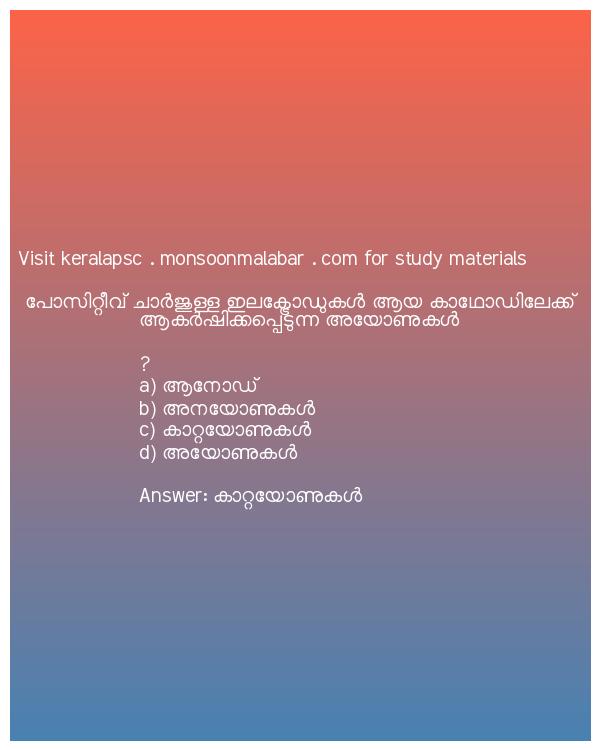 Visit keralapsc . monsoonmalabar . com for study materials
പോസിറ്റീവ് ചാർജുള്ള ഇലക്ട്രോഡുകൾ ആയ കാഥോഡിലേക്ക്
ആകർഷിക്കപ്പെടുന്ന അയോണുകൾ
?
a) ആനോഡ്
b) അനയോണുകൾ
c) കാറ്റയോണുകൾ
d) അയോണുകൾ
Answer: കാറ്റയോണുകൾ